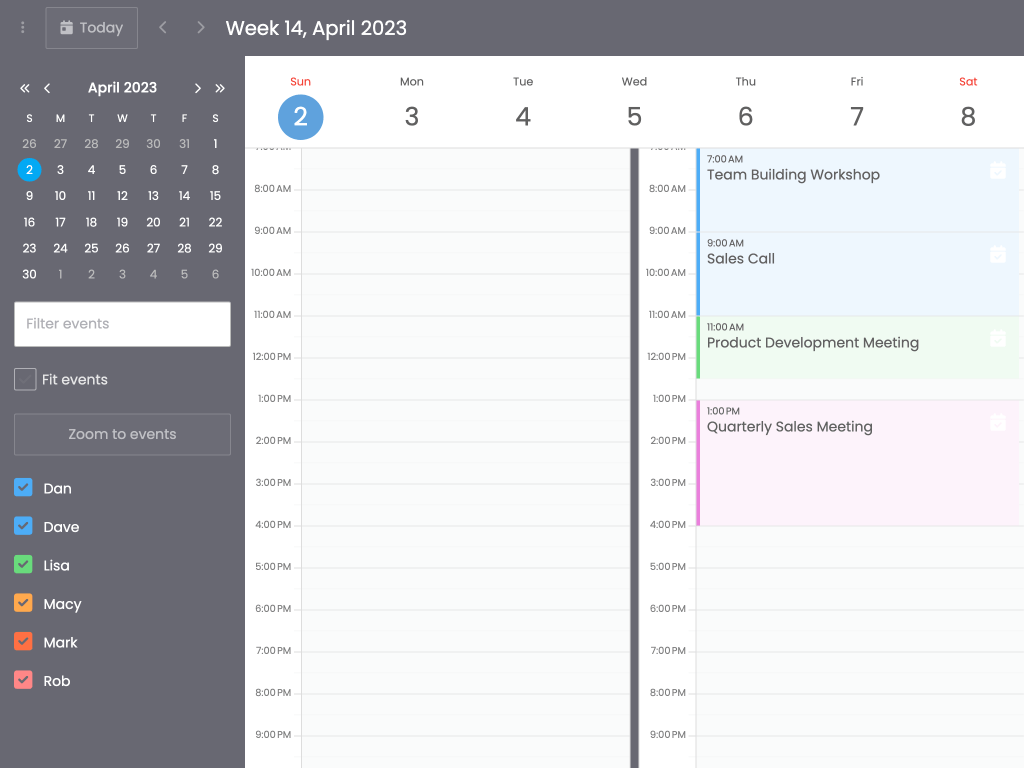 Today
Week 14, April 2023
April 2023
S M T W T F S
26 27 28 29 30 31 1
2 3 4 5 6 7 8
9 10 11 12 13 14 15
16 17 18 19 20 21 22
23 24 25 26 27 28 29
30 1 2 3 4 5 6
Filter events
Fit events
Zoom to events
Dan
Dave
Lisa
Macy
Mark
Rob
Sun Mon Tue Wed Thu Fri Sat
2 3 4 5 6 7 8
8:00 AM
9:00 AM
10:00 AM
11:00 AM
12:00 PM
1:00 PM
2:00 PM
3:00 PM
4:00 PM
5:00 PM
6:00 PM
7:00 PM
8:00 PM
9:00 PM
8:00 AM
9:00 AM
10:00 AM
11:00 AM
12:00 PM
1:00 PM
2:00 PM
3:00 PM
4:00 PM
5:00 PM
6:00 PM
7:00 PM
8:00 PM
9:00 PM
7:00 AM
Team Building Workshop
9:00 AM
Sales Call
11:00 AM
Product Development Meeting
1:00 PM
Quarterly Sales Meeting